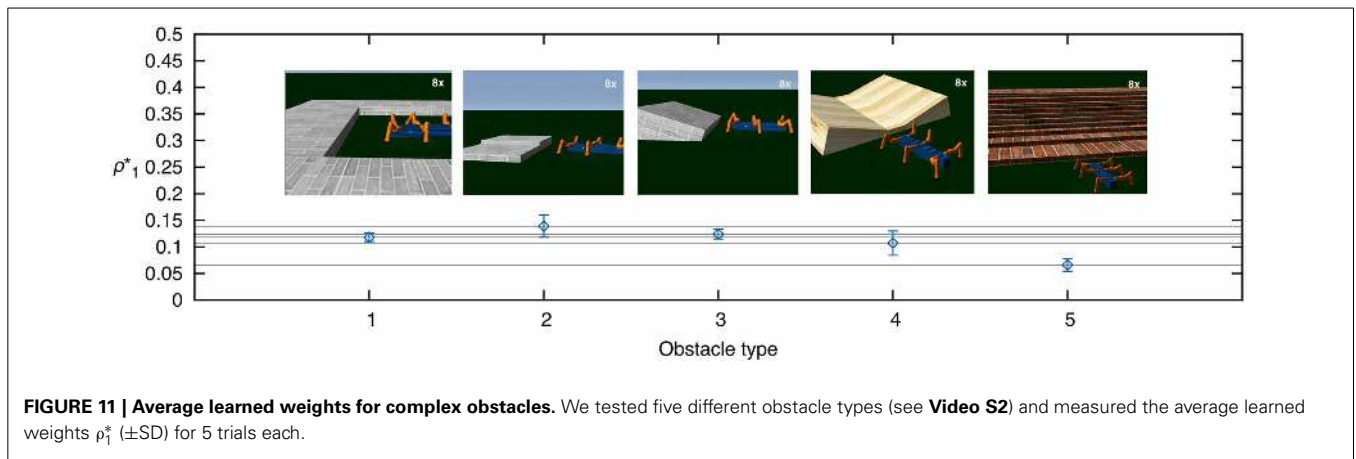 0.5
0.45
0.4
0.35
0.3
ρ*1 0.25
0.2
0.15
0.1
0.05
0
8x 8x 8x 8x 8x
1 2 3 4 5
Obstacle type
FIGURE 11 | Average learned weights for complex obstacles. We tested five different obstacle types (see Video S2) and measured the average learned
weights ρ*1 (±SD) for 5 trials each.